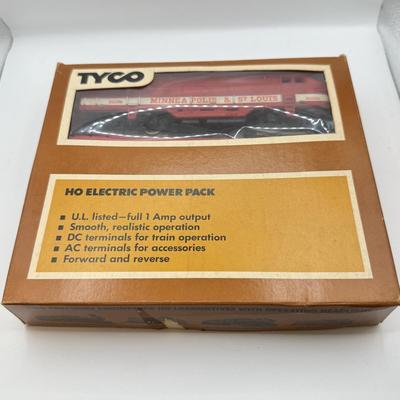 TYCO
MINNEAPOLIS & ST LOUIS
HO ELECTRIC POWER PACK
▪ U.L. listed—full 1 Amp output
▪ Smooth, realistic operation
▪ DC terminals for train operation
▪ AC terminals for accessories
▪ Forward and reverse